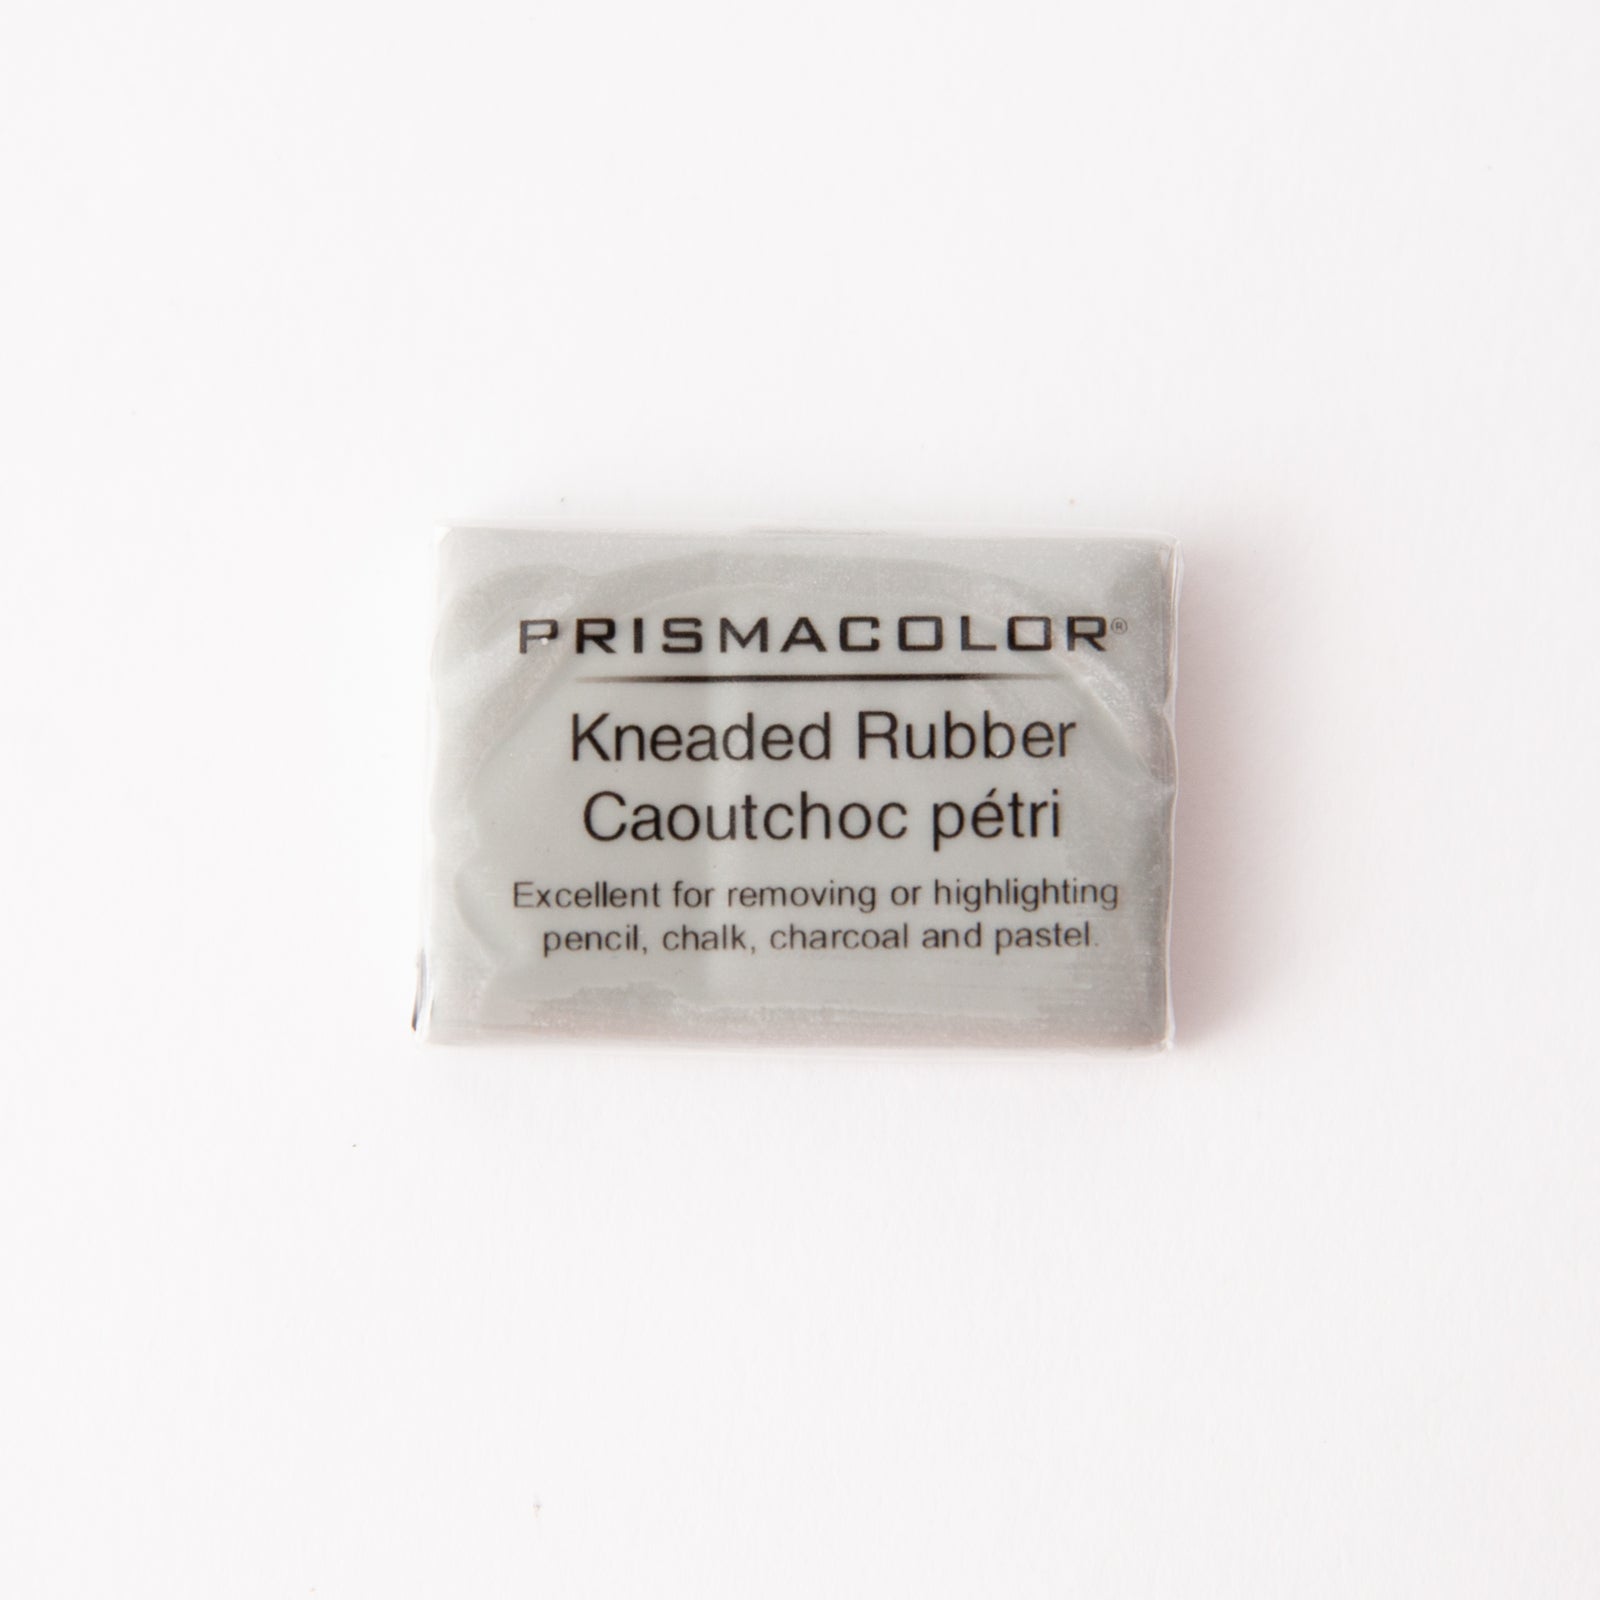 PRISMACOLOR®
Kneaded Rubber
Caoutchoc pétri
Excellent for removing or highlighting
pencil, chalk, charcoal and pastel.